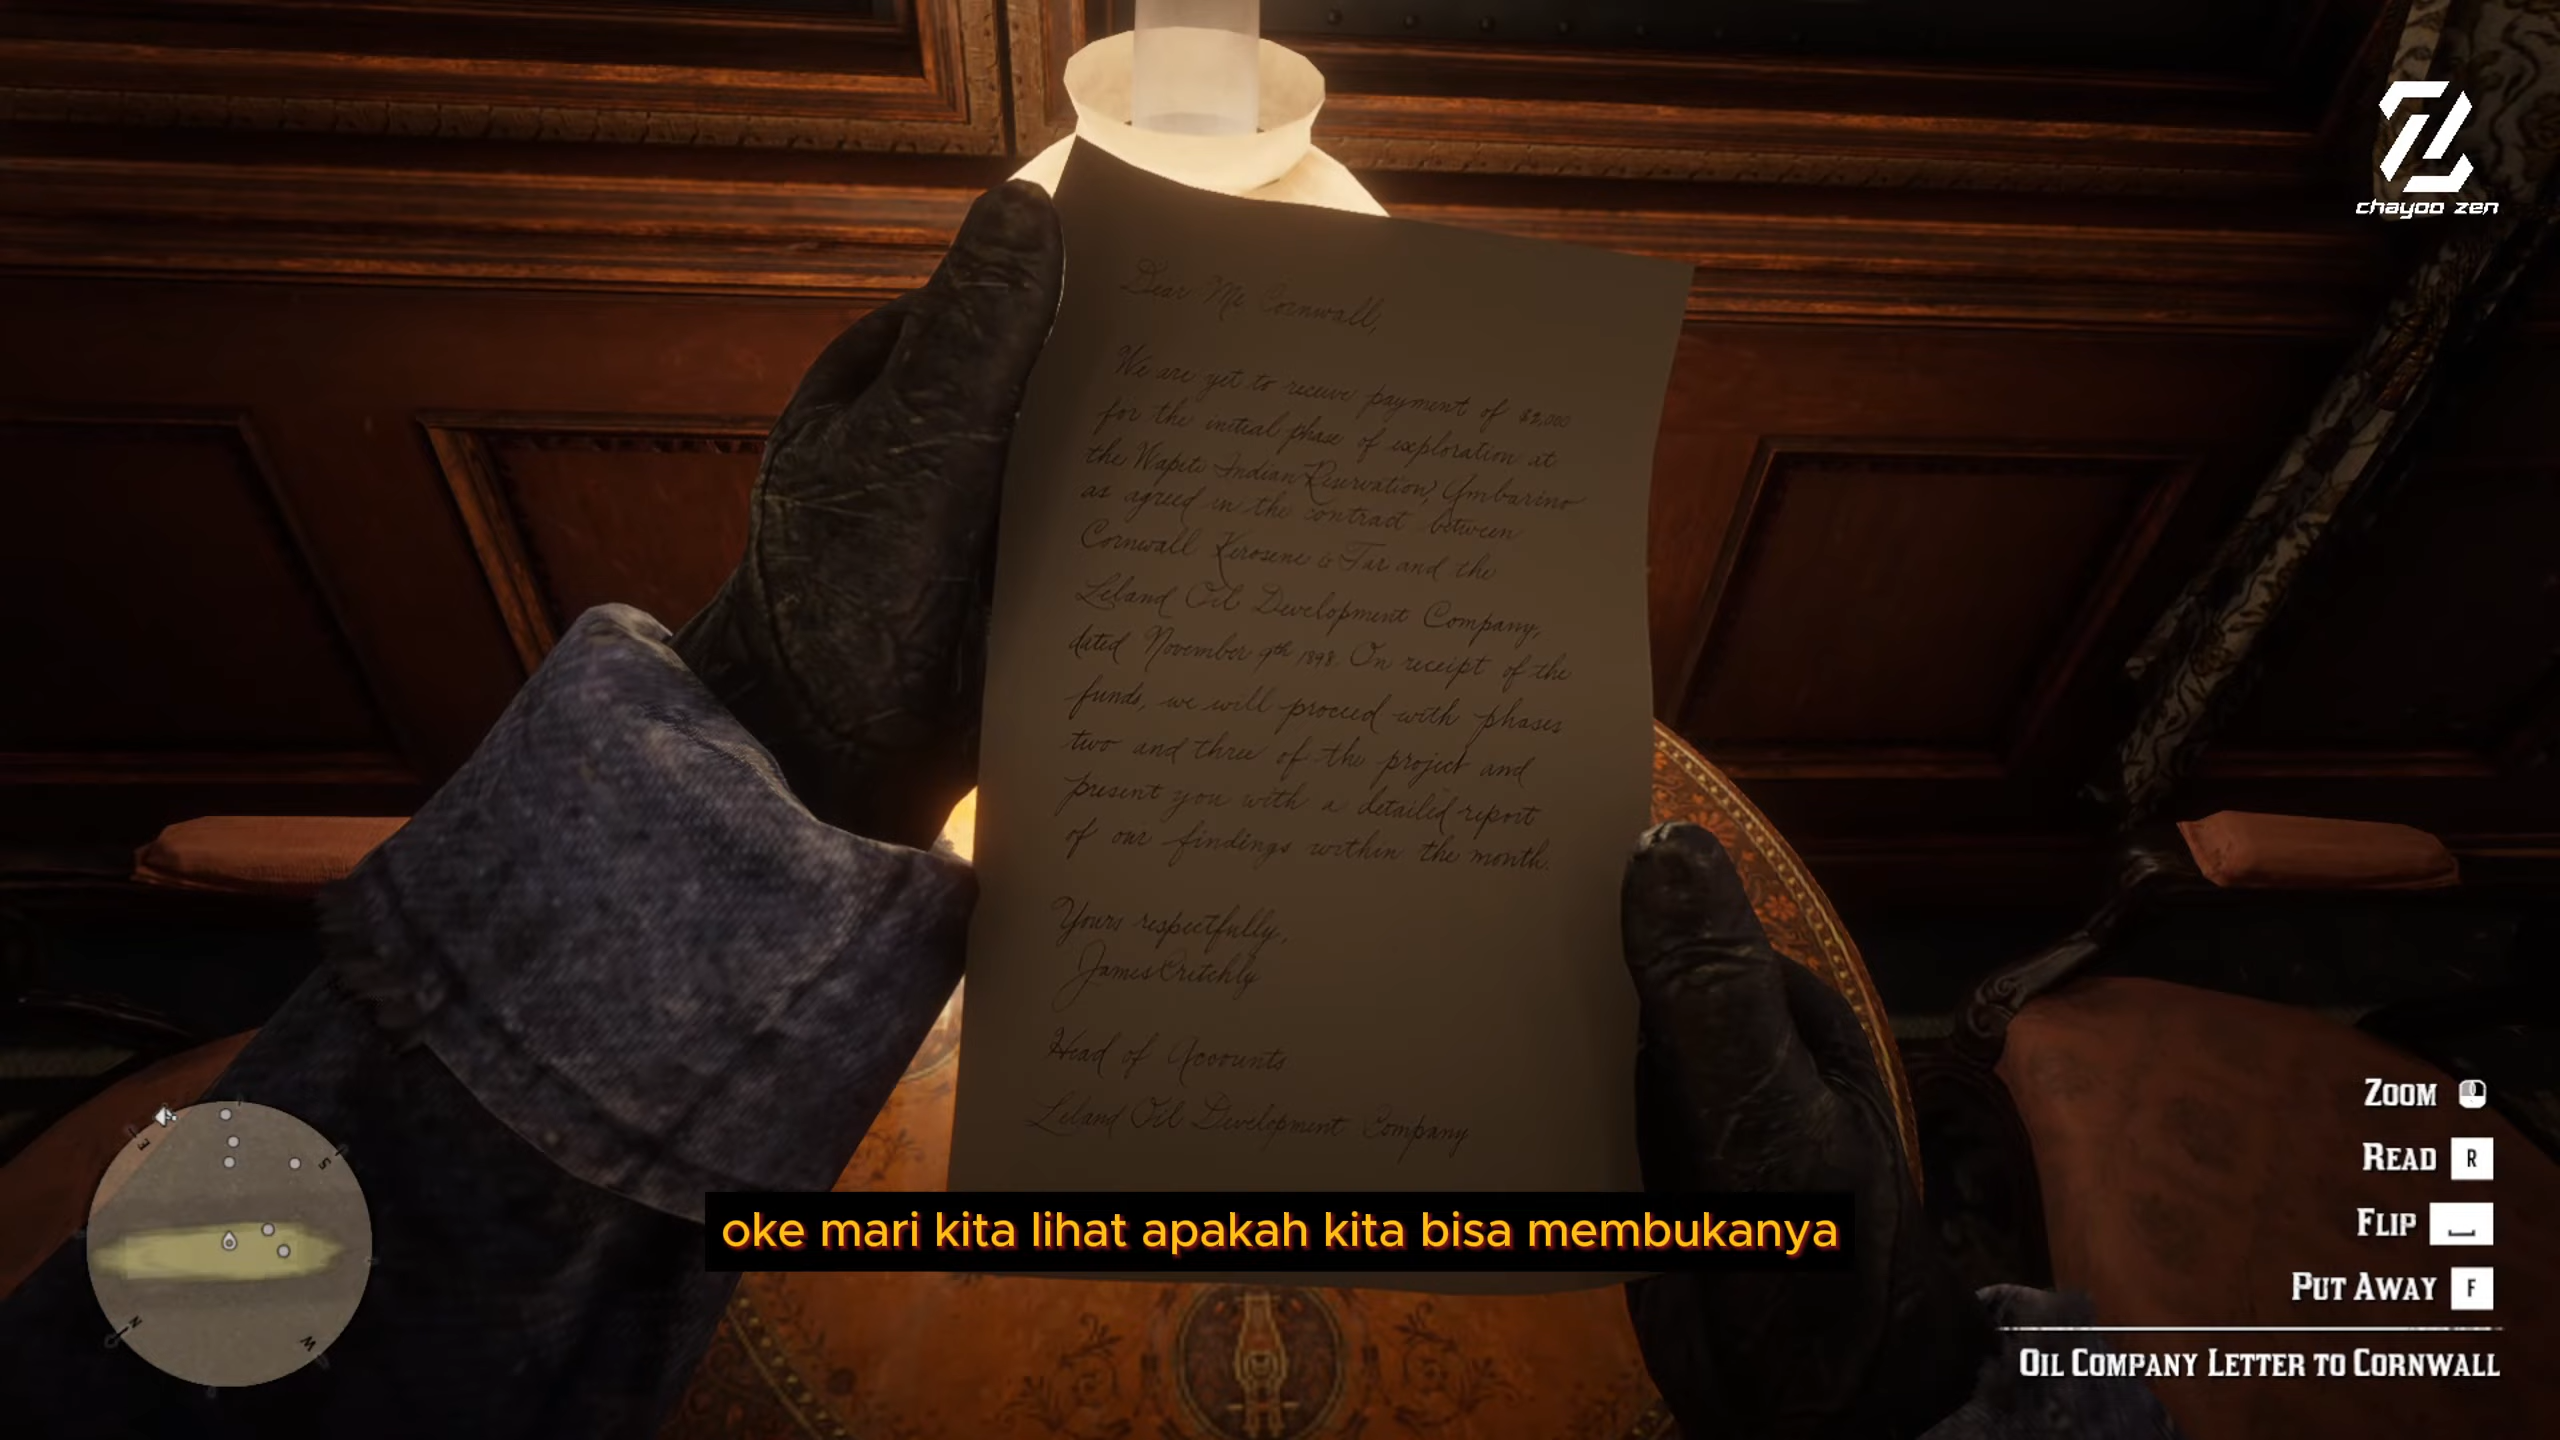 chayoo zen
Dear Mr. Cornwall,
We are yet to receive payment of $2,000
for the initial phase of exploration at
the Wapiti Indian Reservation, Ambarino
as agreed in the contract between
Cornwall Kerosene & Tar and the
Leland Oil Development Company,
dated November 9th 1898. On receipt of the
funds, we will proceed with phases
two and three of the project and
present you with a detailed report
of our findings within the month.
Yours respectfully,
James Critchly
Head of Accounts
Leland Oil Development Company
oke mari kita lihat apakah kita bisa membukanya
E
S
N
W
ZOOM
READ R
FLIP
PUT AWAY F
OIL COMPANY LETTER TO CORNWALL